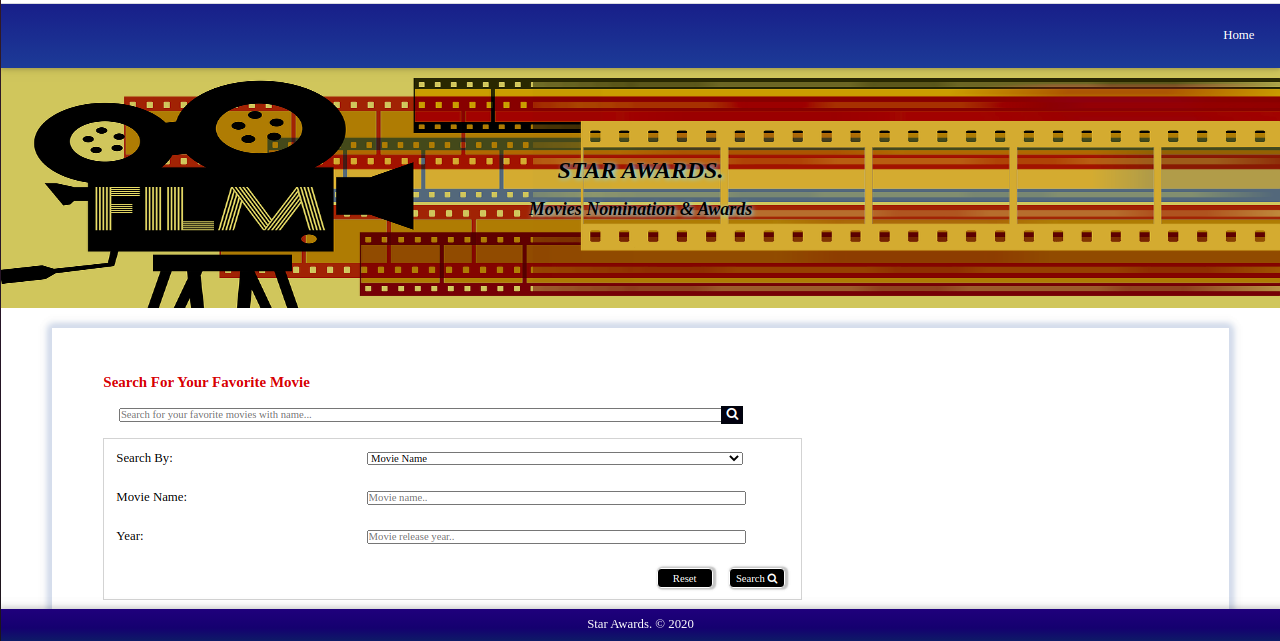 Home
FILM
STAR AWARDS.
Movies Nomination & Awards
Search For Your Favorite Movie
Search for your favorite movies with name...
Search By:
Movie Name
Movie Name:
Movie name..
Year:
Movie release year..
Reset
Search
Star Awards. © 2020